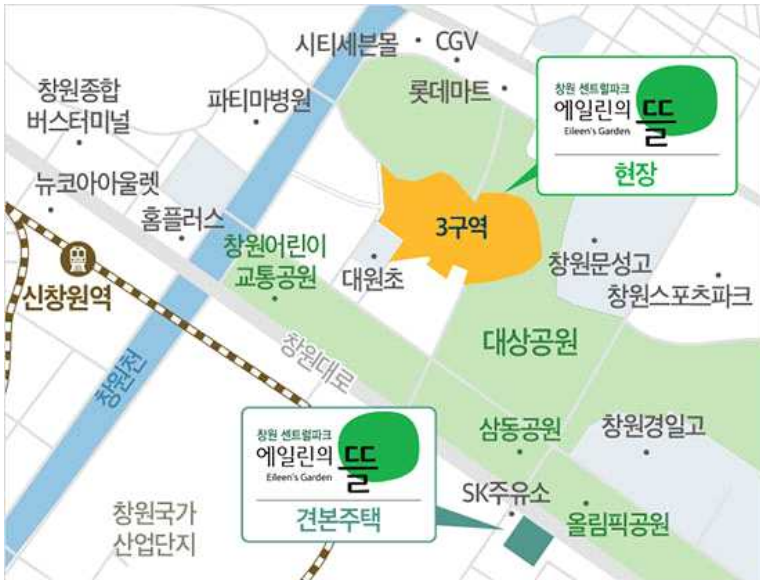 시티세븐몰
CGV
롯데마트
창원종합
버스터미널
파티마병원
창원 센트럴파크
에일린의 뜰
Eileen's Garden
현장
뉴코아아울렛
홈플러스
3구역
창원어린이
교통공원
대원초
창원문성고
창원스포츠파크
신창원역
창원천
창원대로
대상공원
창원 센트럴파크
에일린의 뜰
Eileen's Garden
견본주택
삼동공원
창원경일고
SK주유소
올림픽공원
창원국가
산업단지